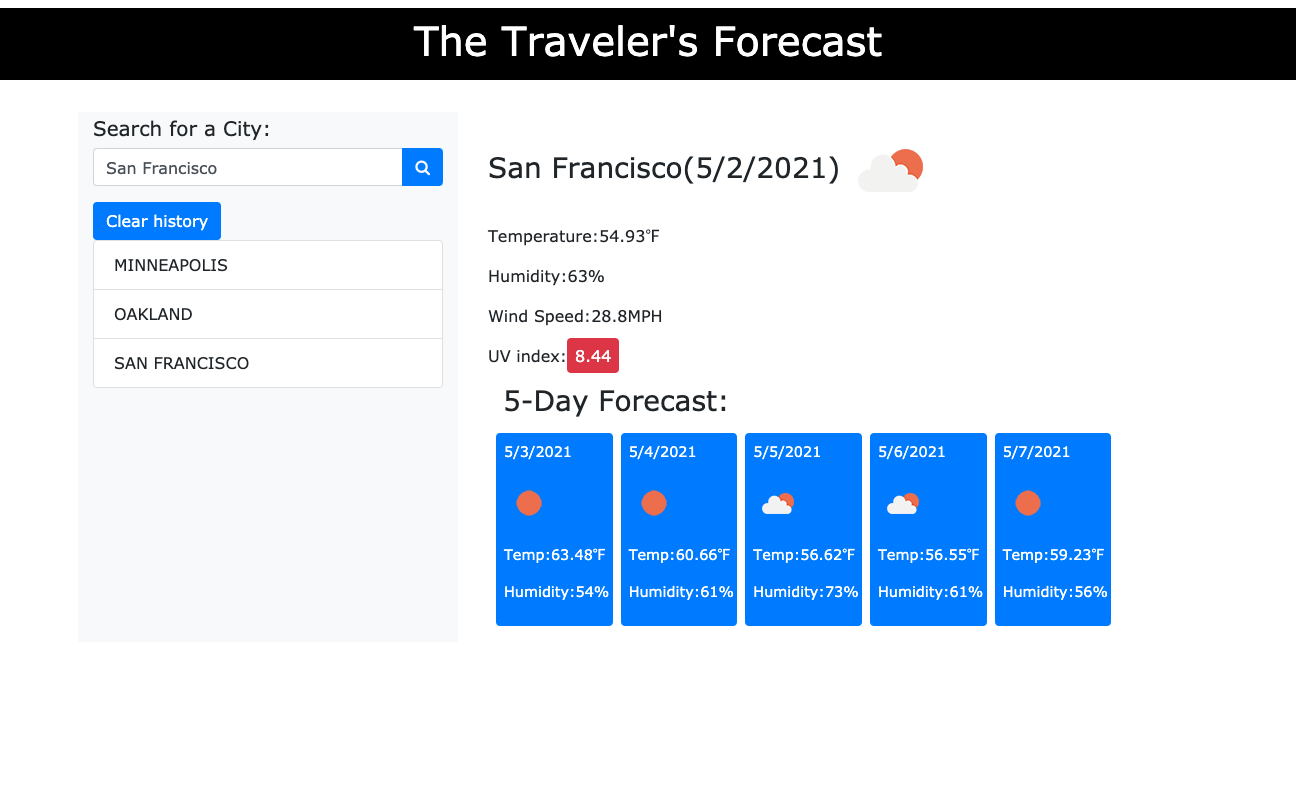 The Traveler's Forecast
Search for a City:
San Francisco
Clear history
MINNEAPOLIS
OAKLAND
SAN FRANCISCO
San Francisco(5/2/2021)
Temperature:54.93°F
Humidity:63%
Wind Speed:28.8MPH
UV index:8.44
5-Day Forecast:
5/3/2021
Temp:63.48°F
Humidity:54%
5/4/2021
Temp:60.66°F
Humidity:61%
5/5/2021
Temp:56.62°F
Humidity:73%
5/6/2021
Temp:56.55°F
Humidity:61%
5/7/2021
Temp:59.23°F
Humidity:56%